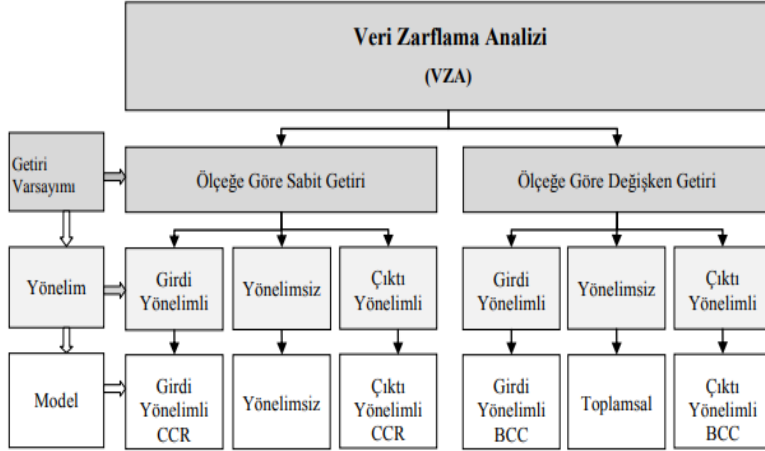 Veri Zarflama Analizi
(VZA)
Getiri
Varsayımı
Ölçeğe Göre Sabit Getiri
Ölçeğe Göre Değişken Getiri
Yönelim
Girdi
Yönelimli
Yönelimsiz
Çıktı
Yönelimli
Girdi
Yönelimli
Yönelimsiz
Çıktı
Yönelimli
Model
Girdi
Yönelimli
CCR
Yönelimsiz
Çıktı
Yönelimli
CCR
Girdi
Yönelimli
BCC
Toplamsal
Çıktı
Yönelimli
BCC